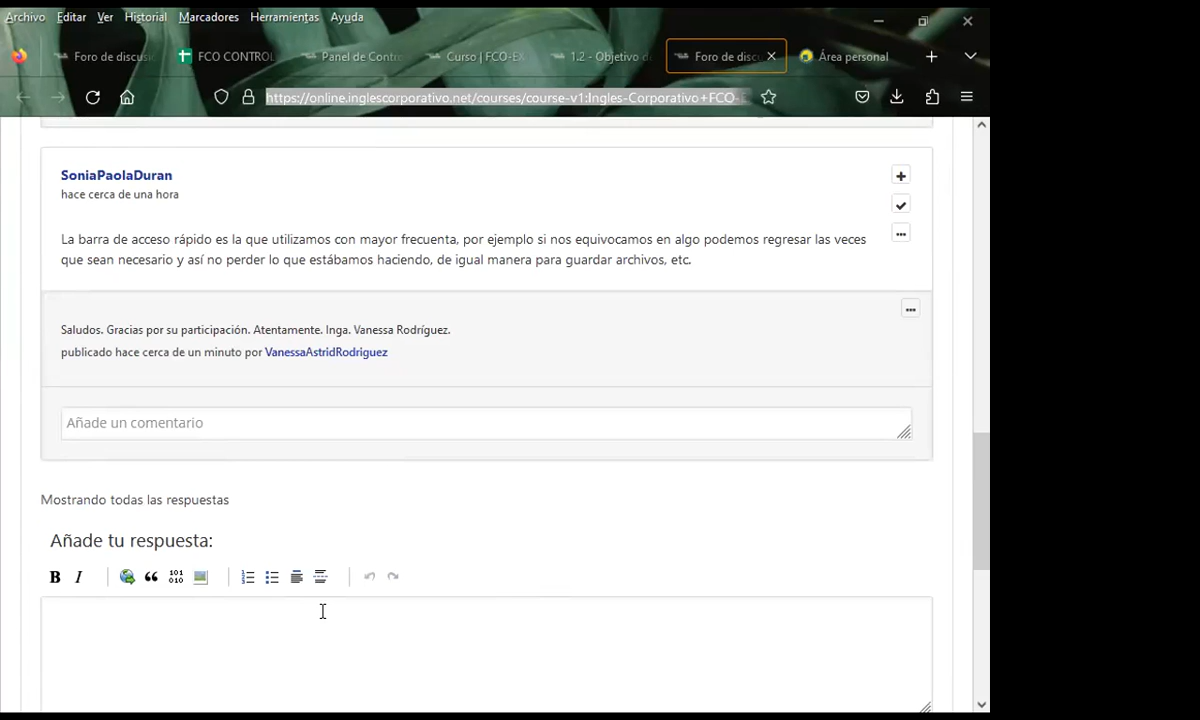 Archivo Editar Ver Historial Marcadores Herramientas Ayuda
Foro de discusi FCO CONTROL Panel de Contro Curso | FCO-EX 1.2 - Objetivo de Foro de discu Área personal
https://online.inglescorporativo.net/courses/course-v1:Ingles-Corporativo+FCO-E
SoniaPaolaDuran
hace cerca de una hora
La barra de acceso rápido es la que utilizamos con mayor frecuenta, por ejemplo si nos equivocamos en algo podemos regresar las veces
que sean necesario y así no perder lo que estábamos haciendo, de igual manera para guardar archivos, etc.
Saludos. Gracias por su participación. Atentamente. Inga. Vanessa Rodríguez.
publicado hace cerca de un minuto por VanessaAstridRodriguez
Añade un comentario
Mostrando todas las respuestas
Añade tu respuesta:
B I 101 010